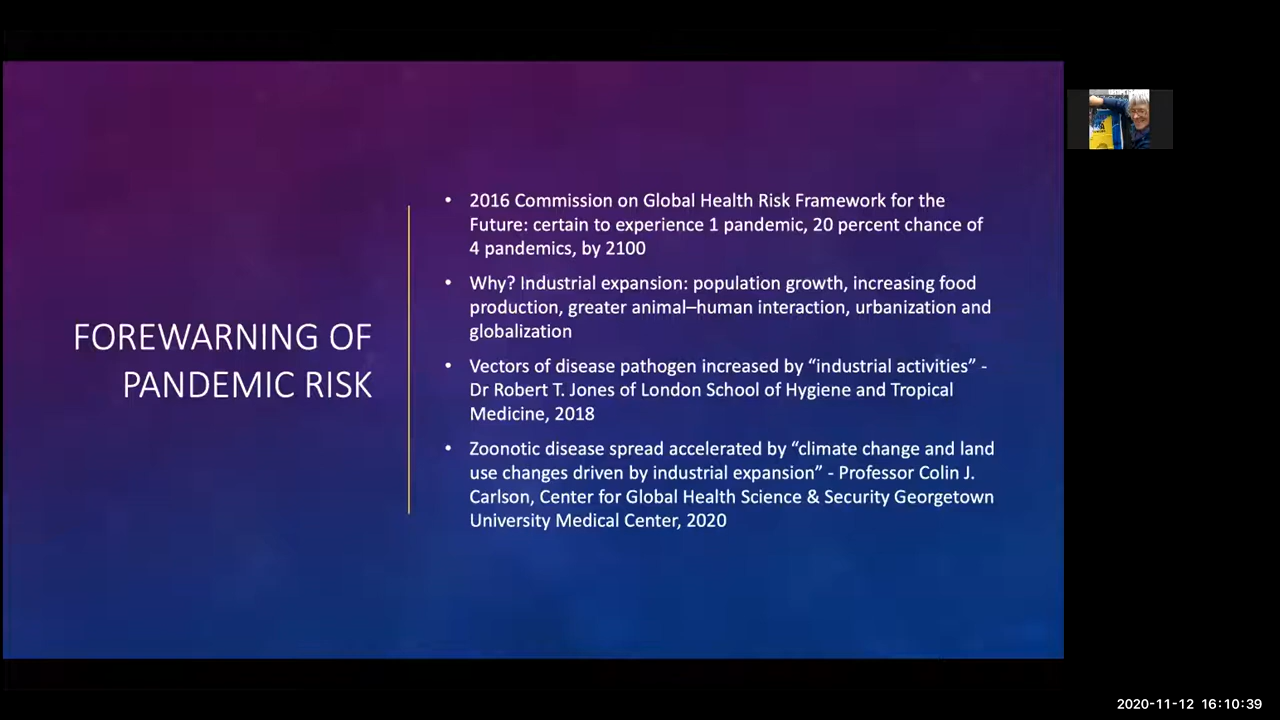 FOREWARNING OF
PANDEMIC RISK
• 2016 Commission on Global Health Risk Framework for the
Future: certain to experience 1 pandemic, 20 percent chance of
4 pandemics, by 2100
• Why? Industrial expansion: population growth, increasing food
production, greater animal–human interaction, urbanization and
globalization
• Vectors of disease pathogen increased by “industrial activities” -
Dr Robert T. Jones of London School of Hygiene and Tropical
Medicine, 2018
• Zoonotic disease spread accelerated by “climate change and land
use changes driven by industrial expansion” - Professor Colin J.
Carlson, Center for Global Health Science & Security Georgetown
University Medical Center, 2020
2020-11-12 16:10:39